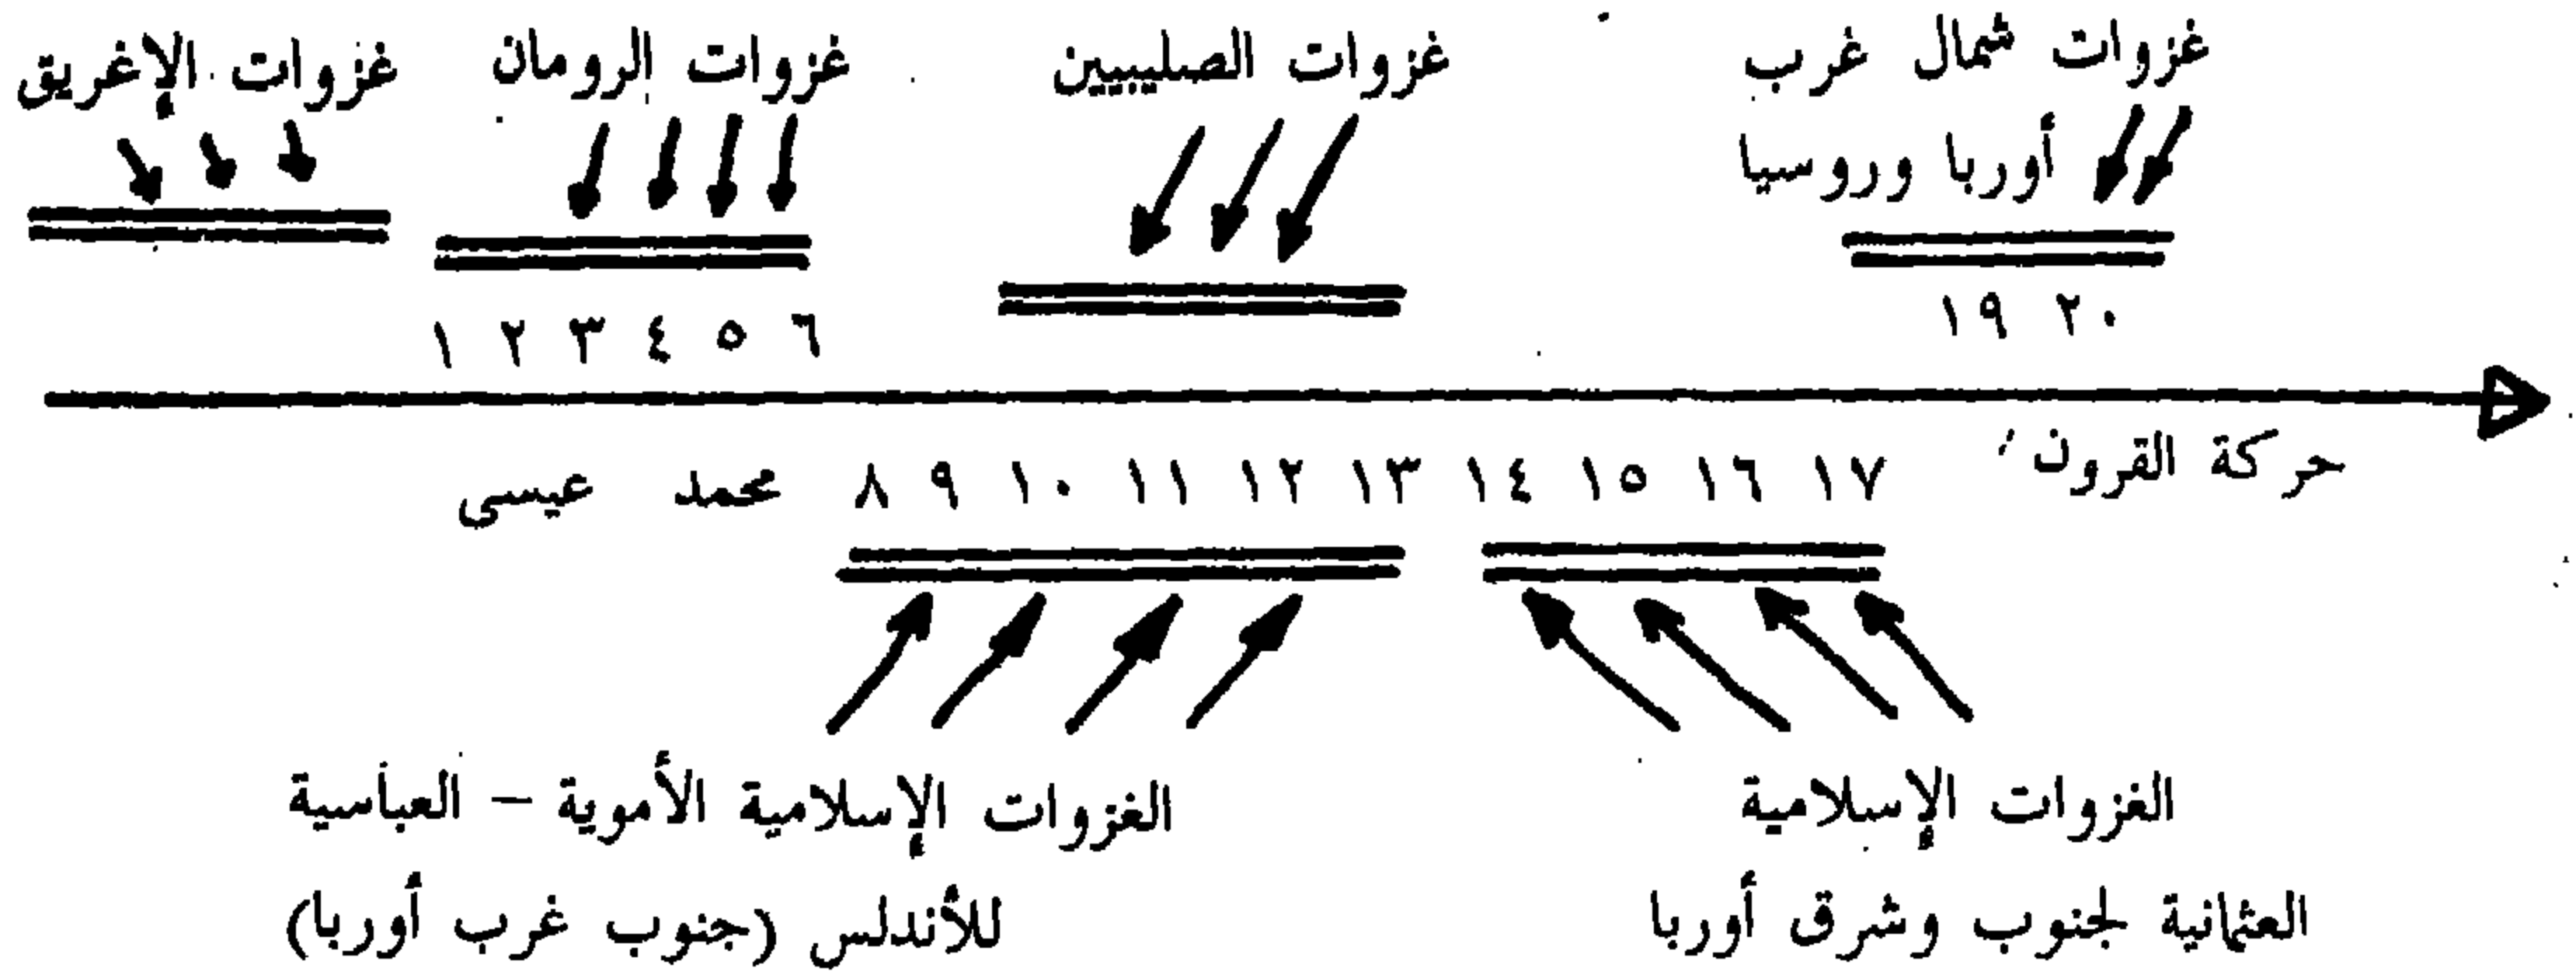 غزوات الإغريق
غزوات الرومان
غزوات الصليبيين
غزوات شمال غرب
أوربا وروسيا
١ ٢ ٣ ٤ ٥ ٦
١٩ ٢٠
حركة القرون
عيسى محمد ٨ ٩ ١٠ ١١ ١٢ ١٣ ١٤ ١٥ ١٦ ١٧
الغزوات الإسلامية الأموية – العباسية
للأندلس (جنوب غرب أوربا)
الغزوات الإسلامية
العثمانية لجنوب وشرق أوربا